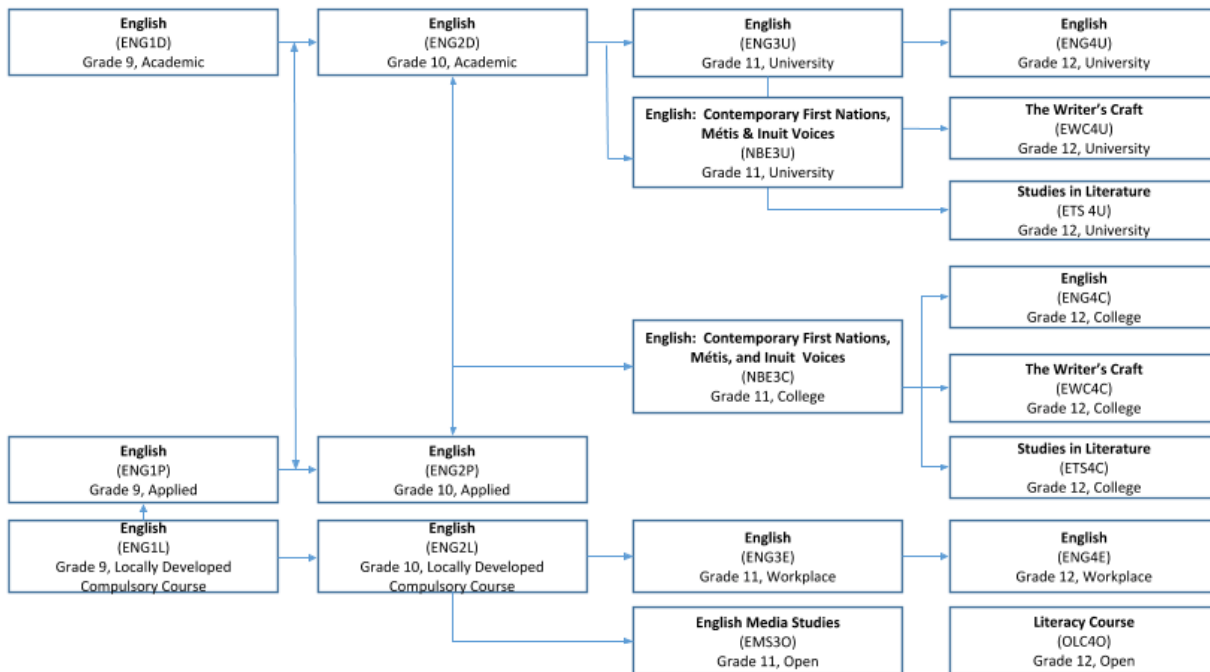 English
(ENG1D)
Grade 9, Academic
English
(ENG2D)
Grade 10, Academic
English
(ENG3U)
Grade 11, University
English
(ENG4U)
Grade 12, University
English:  Contemporary First Nations,
Métis & Inuit Voices
(NBE3U)
Grade 11, University
The Writer's Craft
(EWC4U)
Grade 12, University
Studies in Literature
(ETS 4U)
Grade 12, University
English
(ENG4C)
Grade 12, College
English:  Contemporary First Nations,
Métis, and Inuit  Voices
(NBE3C)
Grade 11, College
The Writer's Craft
(EWC4C)
Grade 12, College
Studies in Literature
(ETS4C)
Grade 12, College
English
(ENG1P)
Grade 9, Applied
English
(ENG2P)
Grade 10, Applied
English
(ENG1L)
Grade 9, Locally Developed
Compulsory Course
English
(ENG2L)
Grade 10, Locally Developed
Compulsory Course
English
(ENG3E)
Grade 11, Workplace
English
(ENG4E)
Grade 12, Workplace
English Media Studies
(EMS3O)
Grade 11, Open
Literacy Course
(OLC4O)
Grade 12, Open